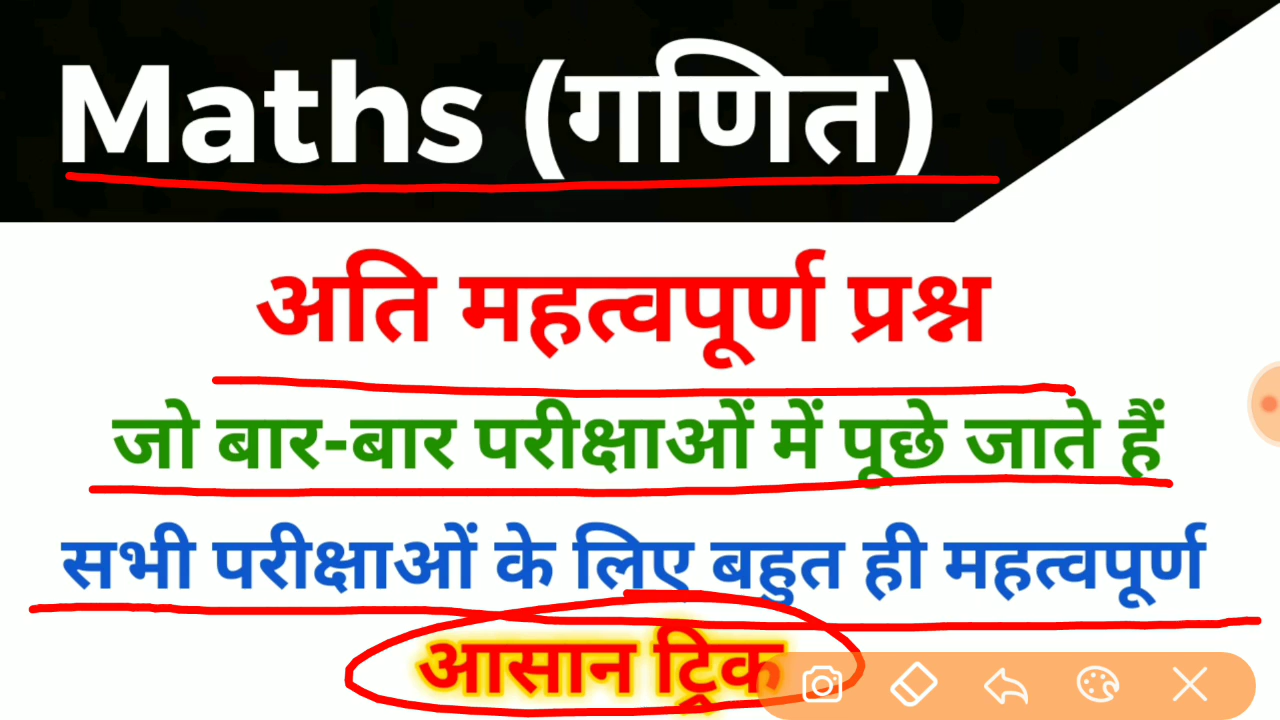 Maths (गणित)
अति महत्वपूर्ण प्रश्न
जो बार-बार परीक्षाओं में पूछे जाते हैं
सभी परीक्षाओं के लिए बहुत ही महत्वपूर्ण
आसान ट्रिक